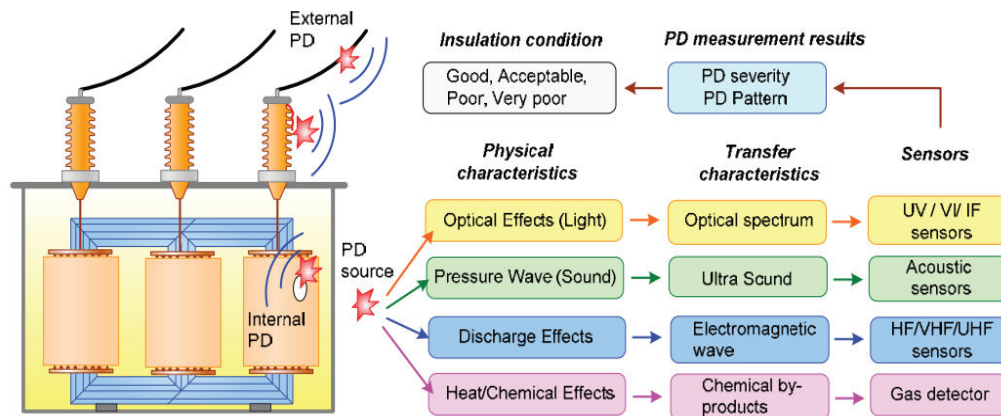 External
PD
Insulation condition
PD measurement results
Good, Acceptable,
Poor, Very poor
PD severity
PD Pattern
Physical
characteristics
Transfer
characteristics
Sensors
PD
source
Internal
PD
Optical Effects (Light)
Optical spectrum
UV / VI/ IF
sensors
Pressure Wave (Sound)
Ultra Sound
Acoustic
sensors
Discharge Effects
Electromagnetic
wave
HF/VHF/UHF
sensors
Heat/Chemical Effects
Chemical by-
products
Gas detector